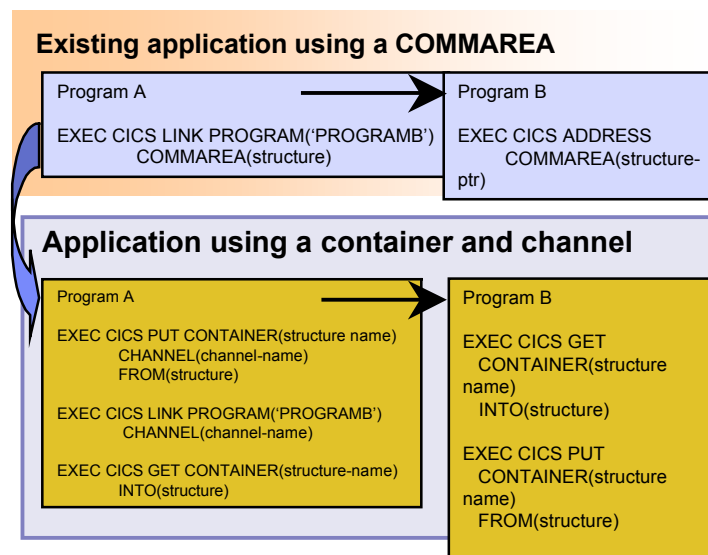 Existing application using a COMMAREA
Program A
EXEC CICS LINK PROGRAM(‘PROGRAMB’)
COMMAREA(structure)
Program B
EXEC CICS ADDRESS
COMMAREA(structure-
ptr)
Application using a container and channel
Program A
EXEC CICS PUT CONTAINER(structure name)
CHANNEL(channel-name)
FROM(structure)
EXEC CICS LINK PROGRAM(‘PROGRAMB’)
CHANNEL(channel-name)
EXEC CICS GET CONTAINER(structure-name)
INTO(structure)
Program B
EXEC CICS GET
CONTAINER(structure
name)
INTO(structure)
EXEC CICS PUT
CONTAINER(structure
name)
FROM(structure)